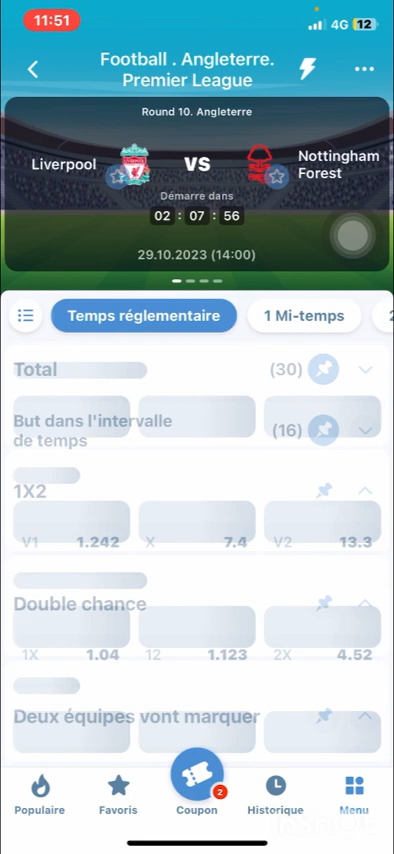 11:51
4G 12
Football . Angleterre.
Premier League
Round 10. Angleterre
Liverpool
VS
Nottingham
Forest
Démarre dans
02 : 07 : 56
29.10.2023 (14:00)
Temps réglementaire
1 Mi-temps
2
Total (30)
But dans l'intervalle
de temps (16)
1X2
V1 1.242 X 7.4 V2 13.3
Double chance
1X 1.04 12 1.123 2X 4.52
Deux équipes vont marquer
2
Populaire Favoris Coupon Historique Menu